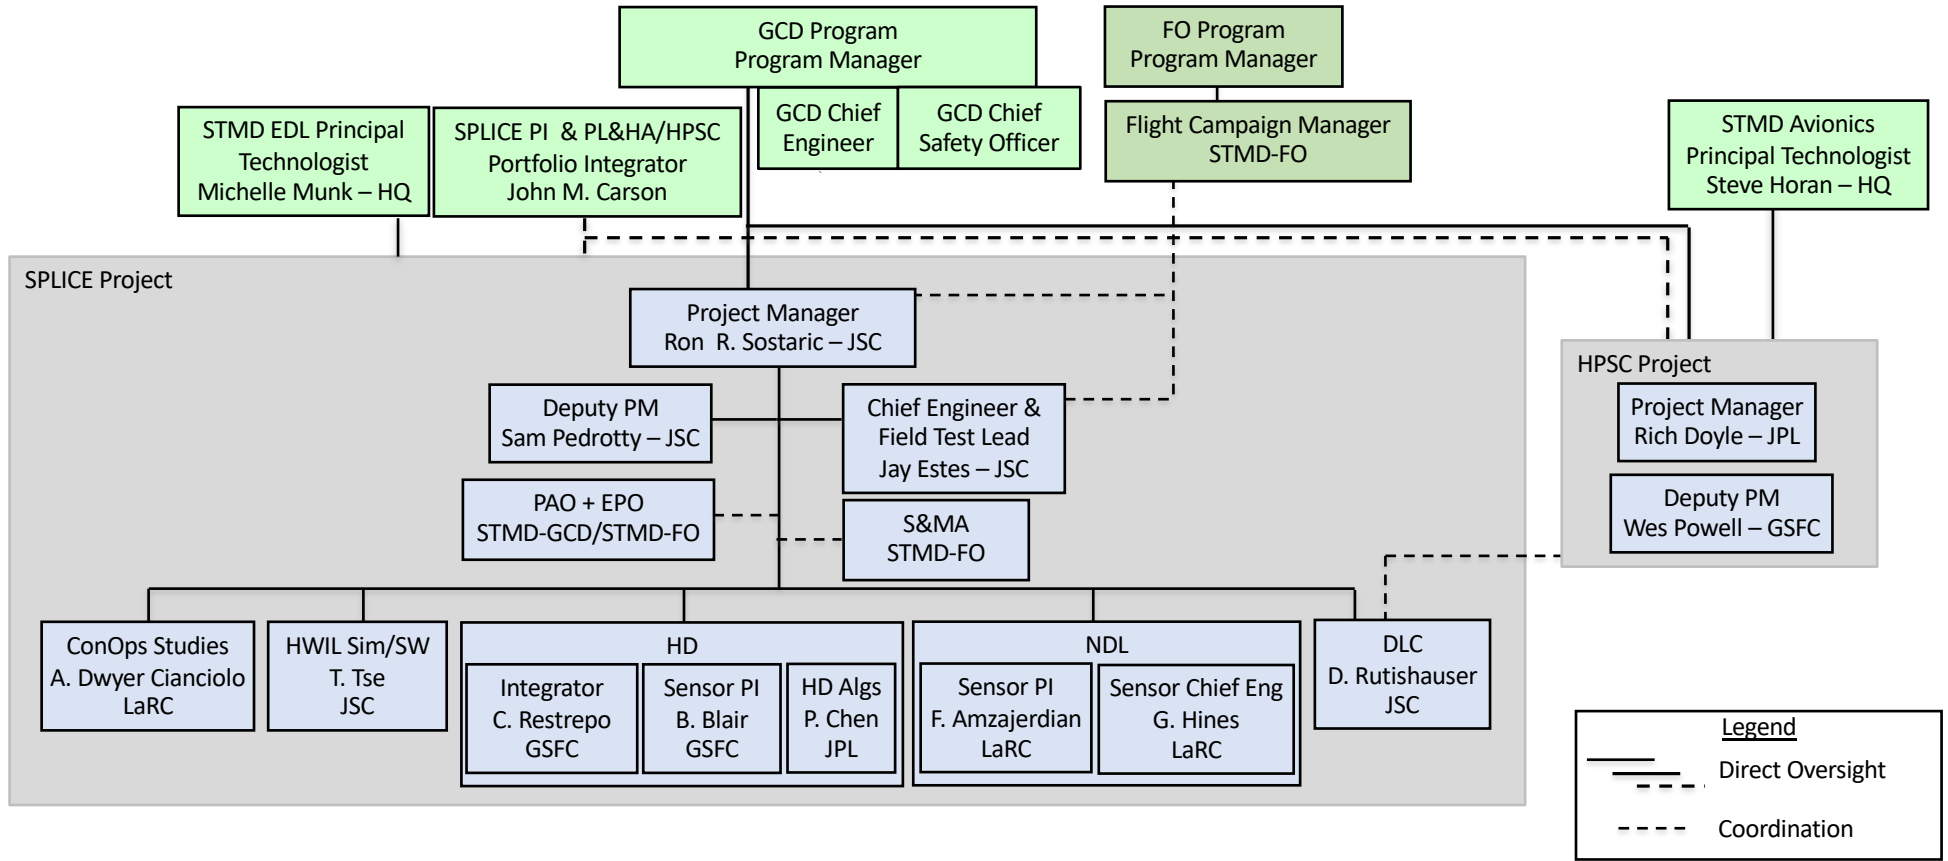 GCD Program
Program Manager
FO Program
Program Manager
GCD Chief
Engineer
GCD Chief
Safety Officer
STMD EDL Principal
Technologist
Michelle Munk – HQ
SPLICE PI & PL&HA/HPSC
Portfolio Integrator
John M. Carson
Flight Campaign Manager
STMD-FO
STMD Avionics
Principal Technologist
Steve Horan – HQ
SPLICE Project
Project Manager
Ron R. Sostaric – JSC
Deputy PM
Sam Pedrotty – JSC
Chief Engineer &
Field Test Lead
Jay Estes – JSC
PAO + EPO
STMD-GCD/STMD-FO
S&MA
STMD-FO
HPSC Project
Project Manager
Rich Doyle – JPL
Deputy PM
Wes Powell – GSFC
ConOps Studies
A. Dwyer Cianciolo
LaRC
HWIL Sim/SW
T. Tse
JSC
HD
Integrator
C. Restrepo
GSFC
Sensor PI
B. Blair
GSFC
HD Algs
P. Chen
JPL
NDL
Sensor PI
F. Amzajerdian
LaRC
Sensor Chief Eng
G. Hines
LaRC
DLC
D. Rutishauser
JSC
Legend
Direct Oversight
Coordination